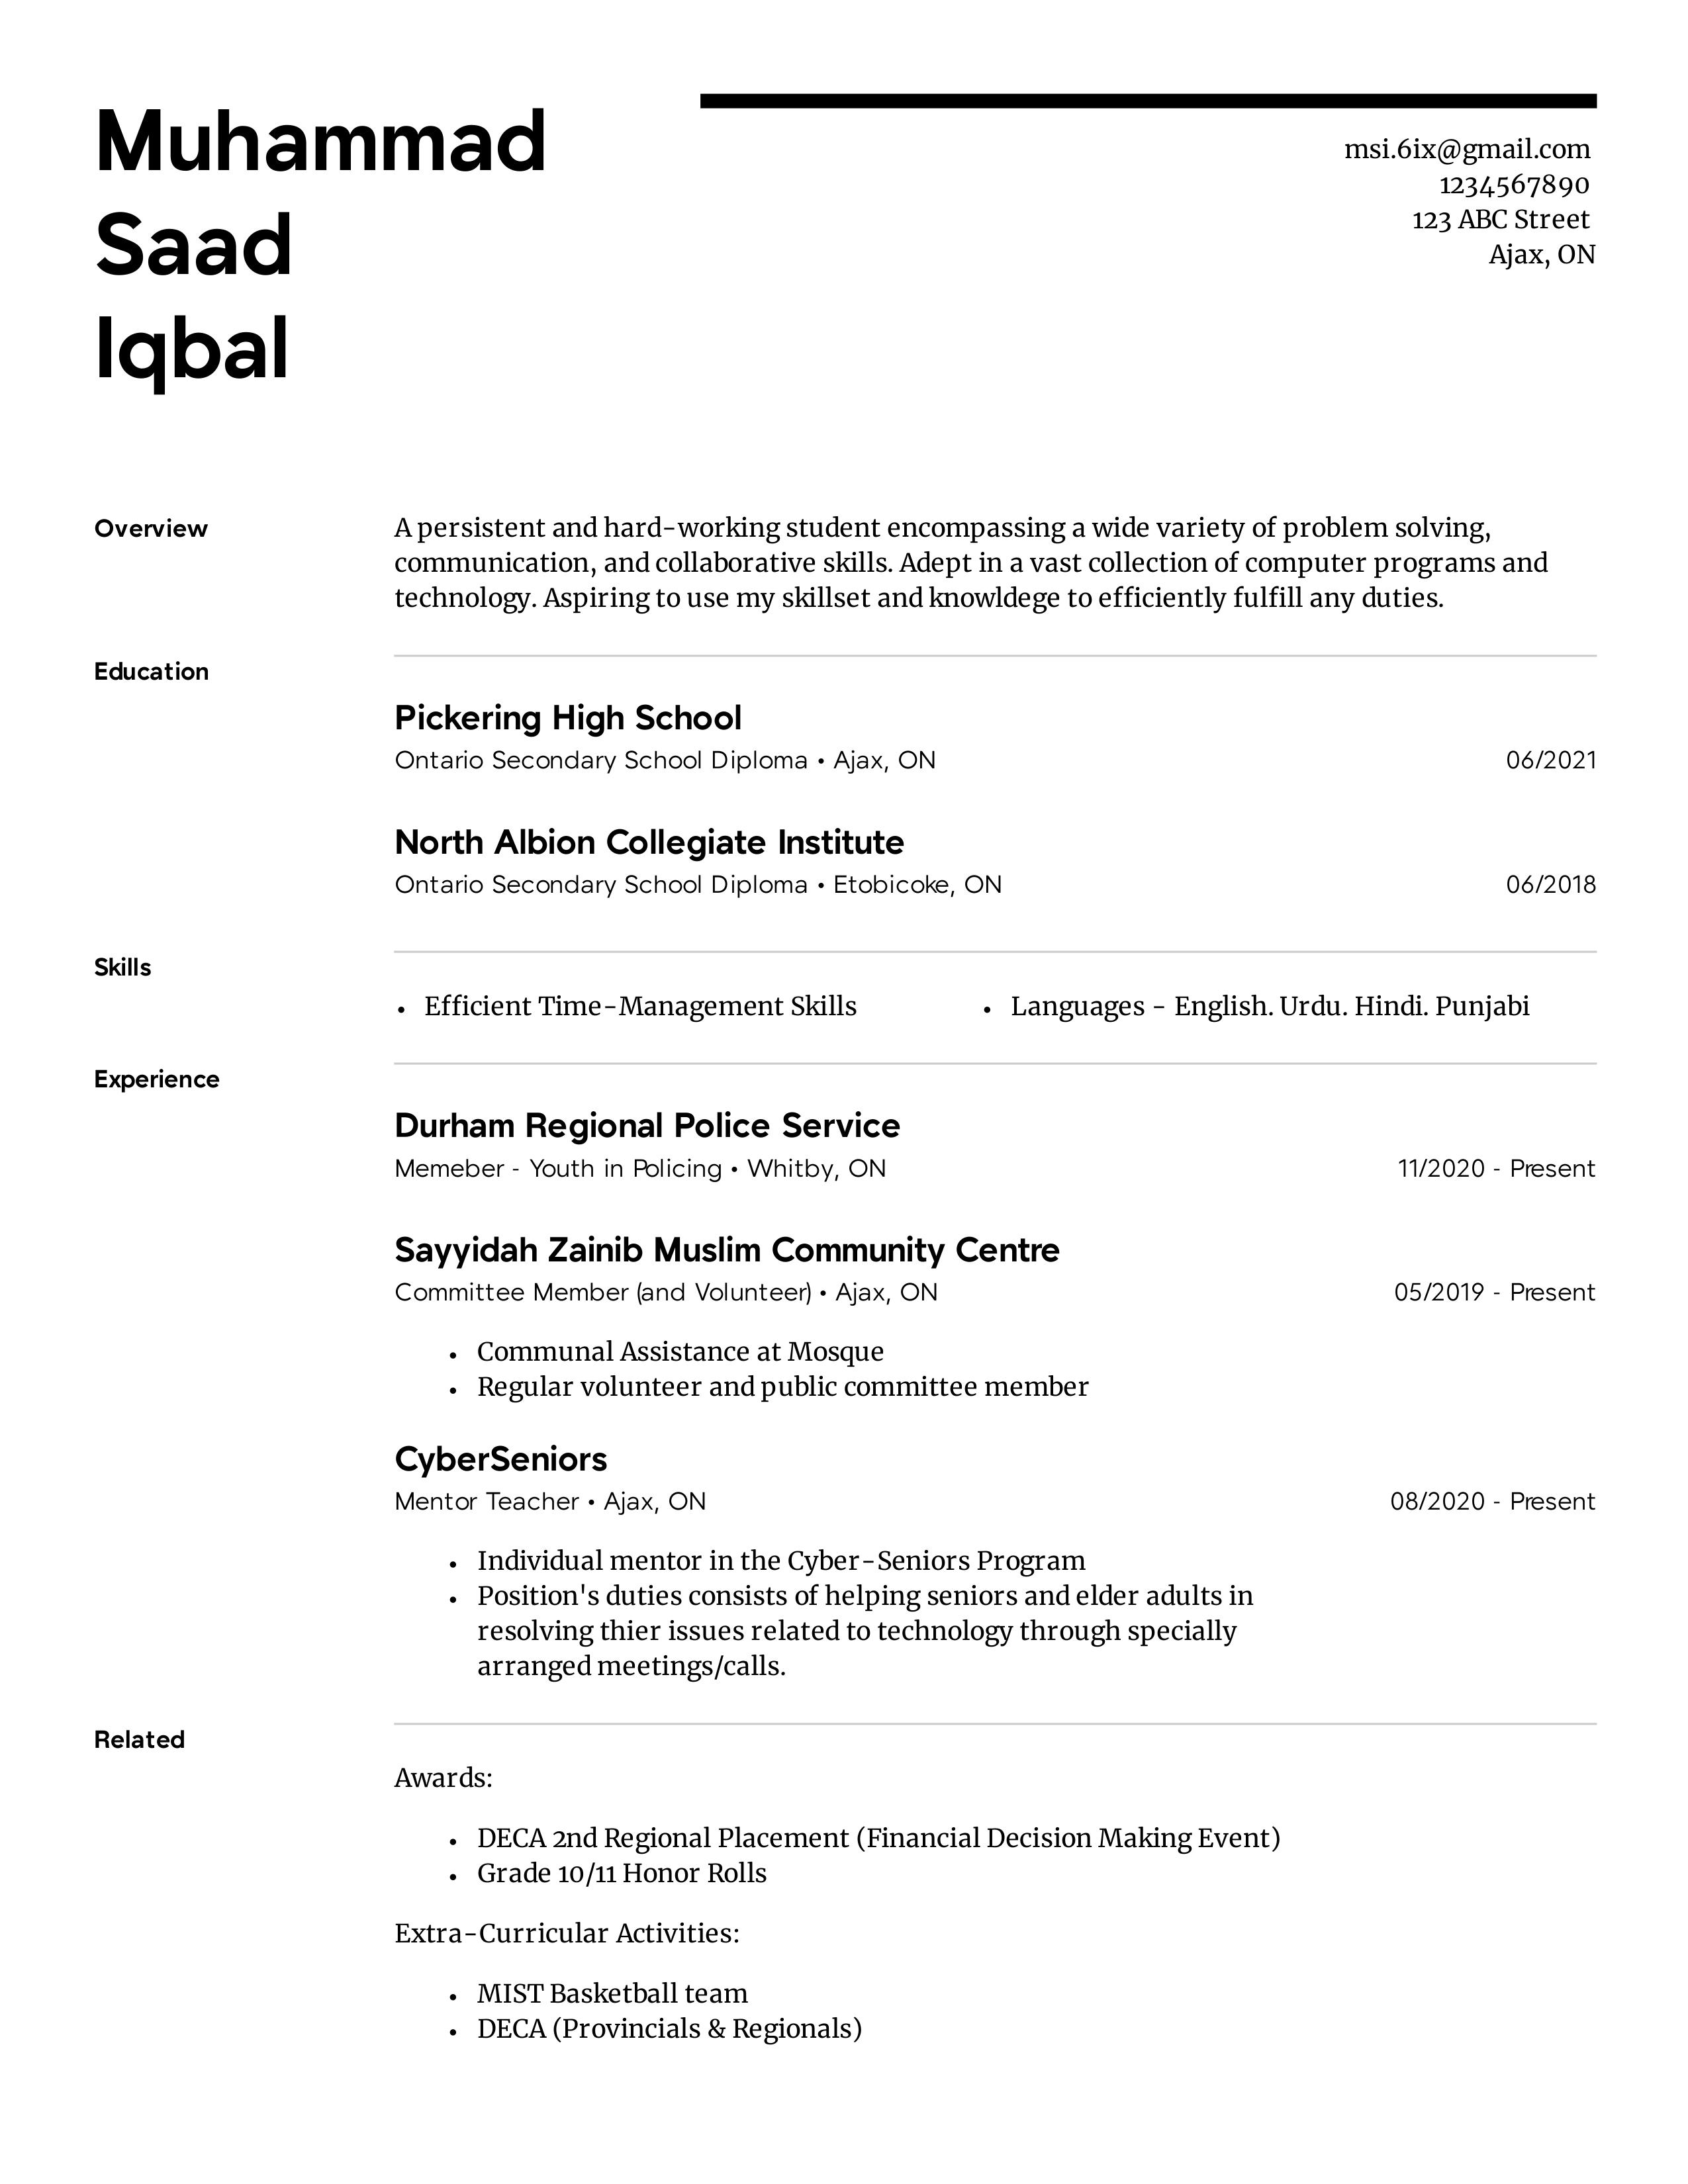 Muhammad
Saad
Iqbal
msi.6ix@gmail.com
1234567890
123 ABC Street
Ajax, ON
Overview
A persistent and hard-working student encompassing a wide variety of problem solving,
communication, and collaborative skills. Adept in a vast collection of computer programs and
technology. Aspiring to use my skillset and knowldege to efficiently fulfill any duties.
Education
Pickering High School
Ontario Secondary School Diploma • Ajax, ON 06/2021
North Albion Collegiate Institute
Ontario Secondary School Diploma • Etobicoke, ON 06/2018
Skills
• Efficient Time-Management Skills • Languages - English. Urdu. Hindi. Punjabi
Experience
Durham Regional Police Service
Memeber - Youth in Policing • Whitby, ON 11/2020 - Present
Sayyidah Zainib Muslim Community Centre
Committee Member (and Volunteer) • Ajax, ON 05/2019 - Present
• Communal Assistance at Mosque
• Regular volunteer and public committee member
CyberSeniors
Mentor Teacher • Ajax, ON 08/2020 - Present
• Individual mentor in the Cyber-Seniors Program
• Position's duties consists of helping seniors and elder adults in
resolving thier issues related to technology through specially
arranged meetings/calls.
Related
Awards:
• DECA 2nd Regional Placement (Financial Decision Making Event)
• Grade 10/11 Honor Rolls
Extra-Curricular Activities:
• MIST Basketball team
• DECA (Provincials & Regionals)